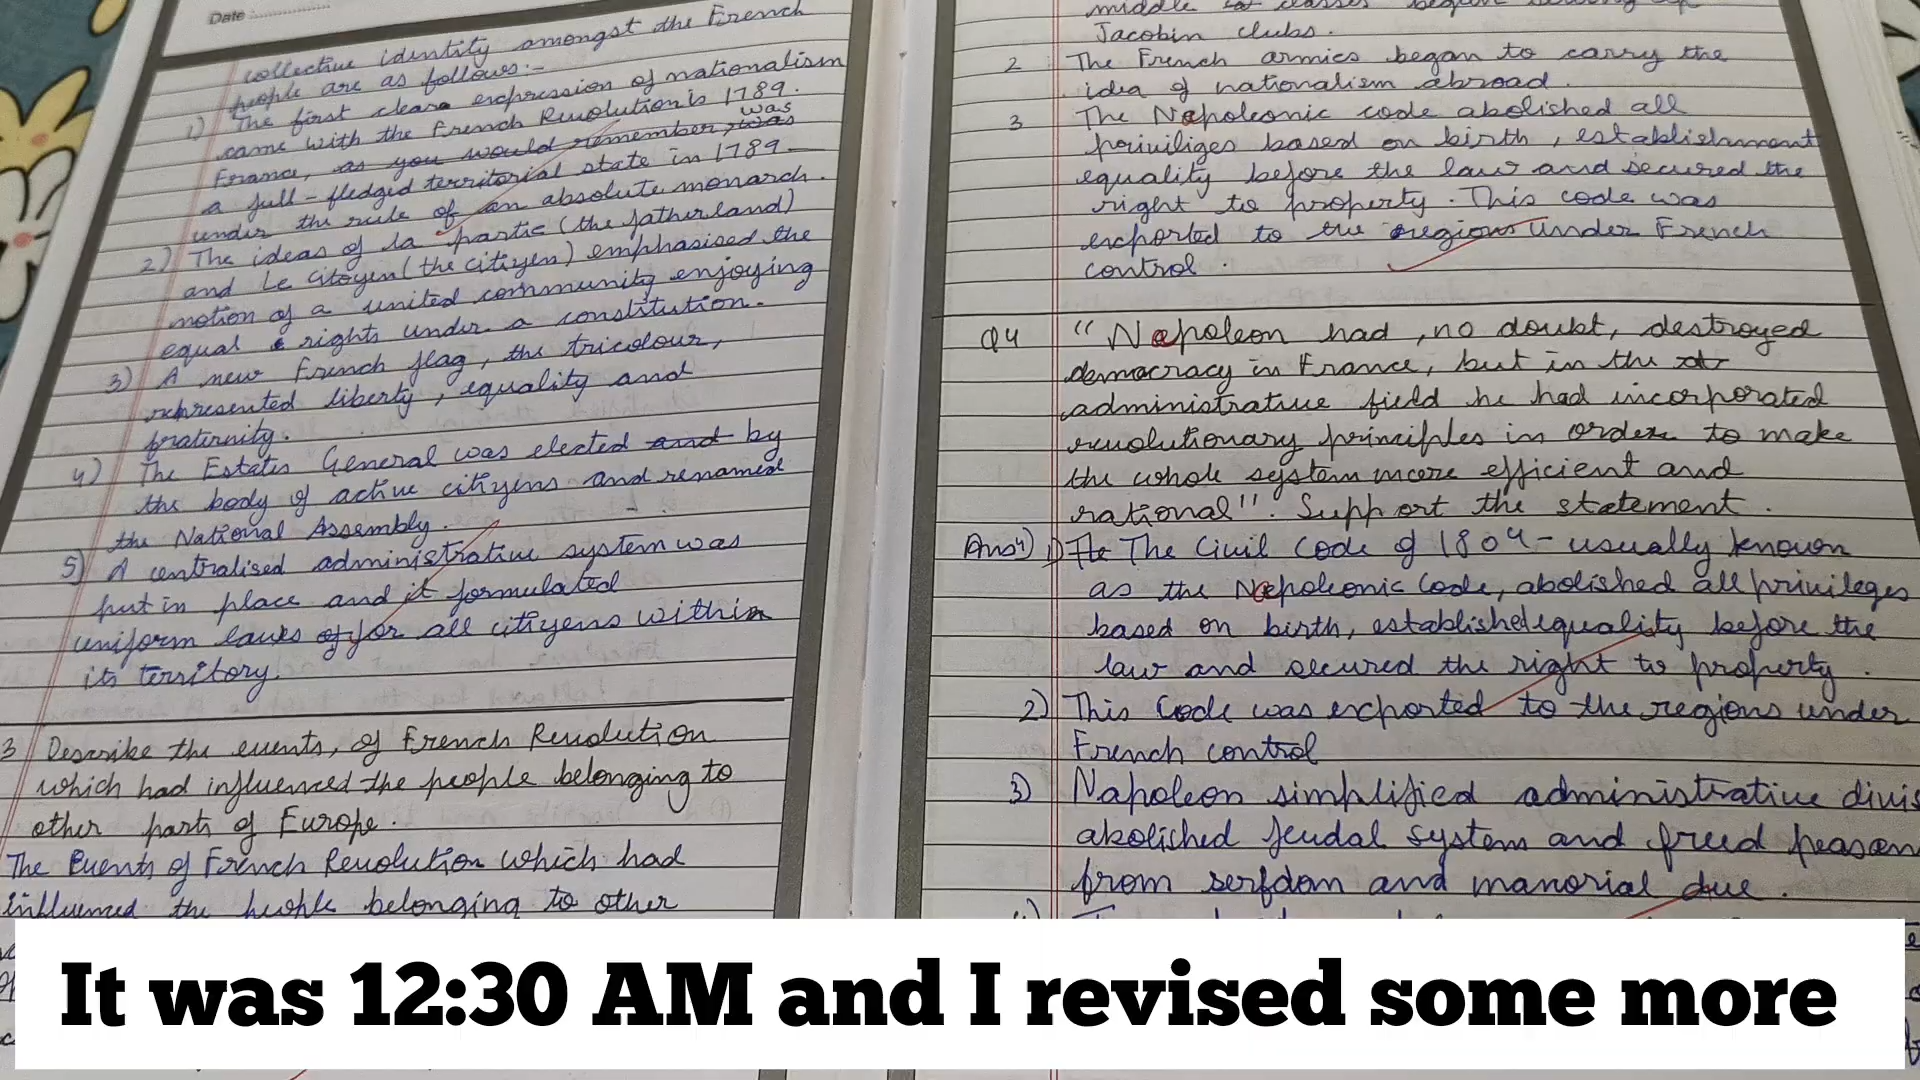 Date
collective identity amongst the French
people are as follows:-
1) The first clear expression of nationalism
came with the French Revolution is 1789.
France, as you would remember, was was
a full-fledged territorial state in 1789
under the rule of an absolute monarch.
2) The ideas of la partie (the fatherland)
and Le Citoyen (the citizen) emphasised the
notion of a united community enjoying
equal rights under a constitution.
3) A new French flag, the tricolour,
represented liberty, equality and
fraternity.
4) The Estates General was elected and by
the body of active citizens and renamed
the National Assembly.
5) A centralised administrative system was
put in place and it formulated
uniform laws of for all citizens within
its territory.
3 Describe the events, of French Revolution
which had influenced the people belonging to
other parts of Europe.
The Events of French Revolution which had
influenced the people belonging to other
middle classes began setting up
Jacobin clubs.
2 The French armies began to carry the
idea of nationalism abroad.
3 The Napoleonic code abolished all
priviliges based on birth, establishment
equality before the law and secured the
right to property. This code was
exported to the regions under French
control.
Q4 "Napoleon had, no doubt, destroyed
democracy in France, but in the
administrative field he had incorporated
revolutionary principles in order to make
the whole system more efficient and
rational". Support the statement.
Ans4) 1) The The Civil Code of 1804 - usually known
as the Napoleonic Code, abolished all privileges
based on birth, established equality before the
law and secured the right to property.
2) This Code was exported to the regions under
French control
3) Napoleon simplified administrative divis
abolished feudal system and freed peasan
from serfdom and manorial due.
It was 12:30 AM and I revised some more